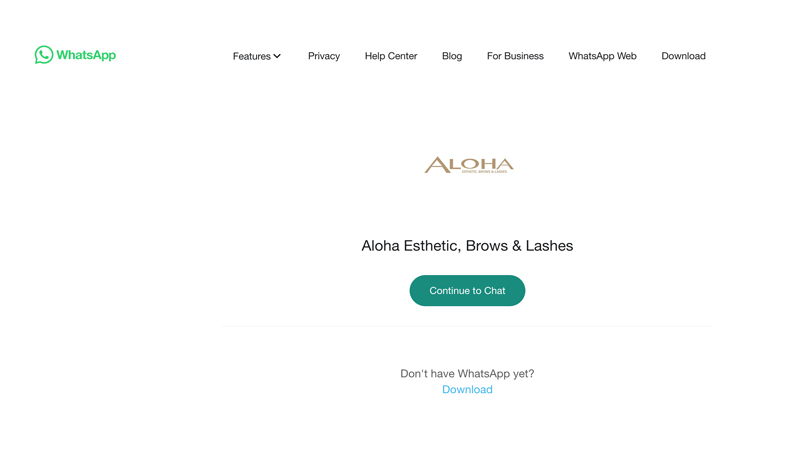 WhatsApp
Features
Privacy
Help Center
Blog
For Business
WhatsApp Web
Download
ALOHA
ESTHETIC, BROWS & LASHES
Aloha Esthetic, Brows & Lashes
Continue to Chat
Don't have WhatsApp yet?
Download